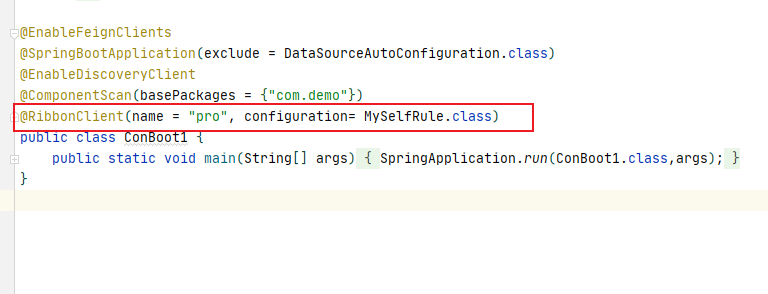 @EnableFeignClients
@SpringBootApplication(exclude = DataSourceAutoConfiguration.class)
@EnableDiscoveryClient
@ComponentScan(basePackages = {"com.demo"})
@RibbonClient(name = "pro", configuration= MySelfRule.class)
public class ConBoot1 {
    public static void main(String[] args) { SpringApplication.run(ConBoot1.class,args); }
}